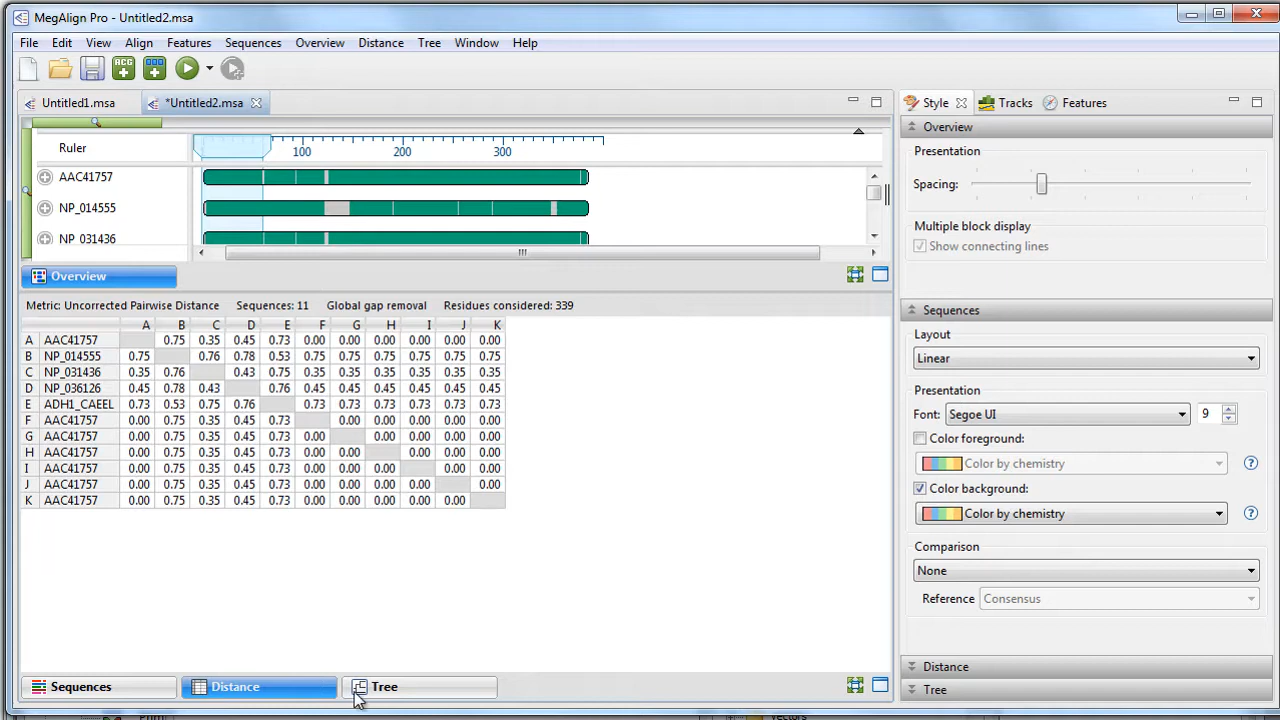 MegAlign Pro - Untitled2.msa
File Edit View Align Features Sequences Overview Distance Tree Window Help
Untitled1.msa *Untitled2.msa
Ruler 100 200 300
AAC41757
NP_014555
NP_031436
Overview
Metric: Uncorrected Pairwise Distance Sequences: 11 Global gap removal Residues considered: 339
A B C D E F G H I J K
A AAC41757 0.75 0.35 0.45 0.73 0.00 0.00 0.00 0.00 0.00 0.00
B NP_014555 0.75 0.76 0.78 0.53 0.75 0.75 0.75 0.75 0.75 0.75
C NP_031436 0.35 0.76 0.43 0.75 0.35 0.35 0.35 0.35 0.35 0.35
D NP_036126 0.45 0.78 0.43 0.76 0.45 0.45 0.45 0.45 0.45 0.45
E ADH1_CAEEL 0.73 0.53 0.75 0.76 0.73 0.73 0.73 0.73 0.73 0.73
F AAC41757 0.00 0.75 0.35 0.45 0.73 0.00 0.00 0.00 0.00 0.00
G AAC41757 0.00 0.75 0.35 0.45 0.73 0.00 0.00 0.00 0.00 0.00
H AAC41757 0.00 0.75 0.35 0.45 0.73 0.00 0.00 0.00 0.00 0.00
I AAC41757 0.00 0.75 0.35 0.45 0.73 0.00 0.00 0.00 0.00 0.00
J AAC41757 0.00 0.75 0.35 0.45 0.73 0.00 0.00 0.00 0.00 0.00
K AAC41757 0.00 0.75 0.35 0.45 0.73 0.00 0.00 0.00 0.00 0.00
Sequences Distance Tree
Style Tracks Features
Overview
Presentation
Spacing:
Multiple block display
Show connecting lines
Sequences
Layout
Linear
Presentation
Font: Segoe UI 9
Color foreground:
Color by chemistry
Color background:
Color by chemistry
Comparison
None
Reference Consensus
Distance
Tree